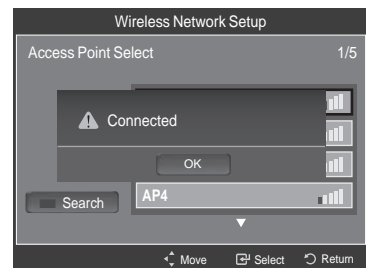 Wireless Network Setup
Access Point Select 1/5
Connected
OK
Search
AP4
Move Select Return